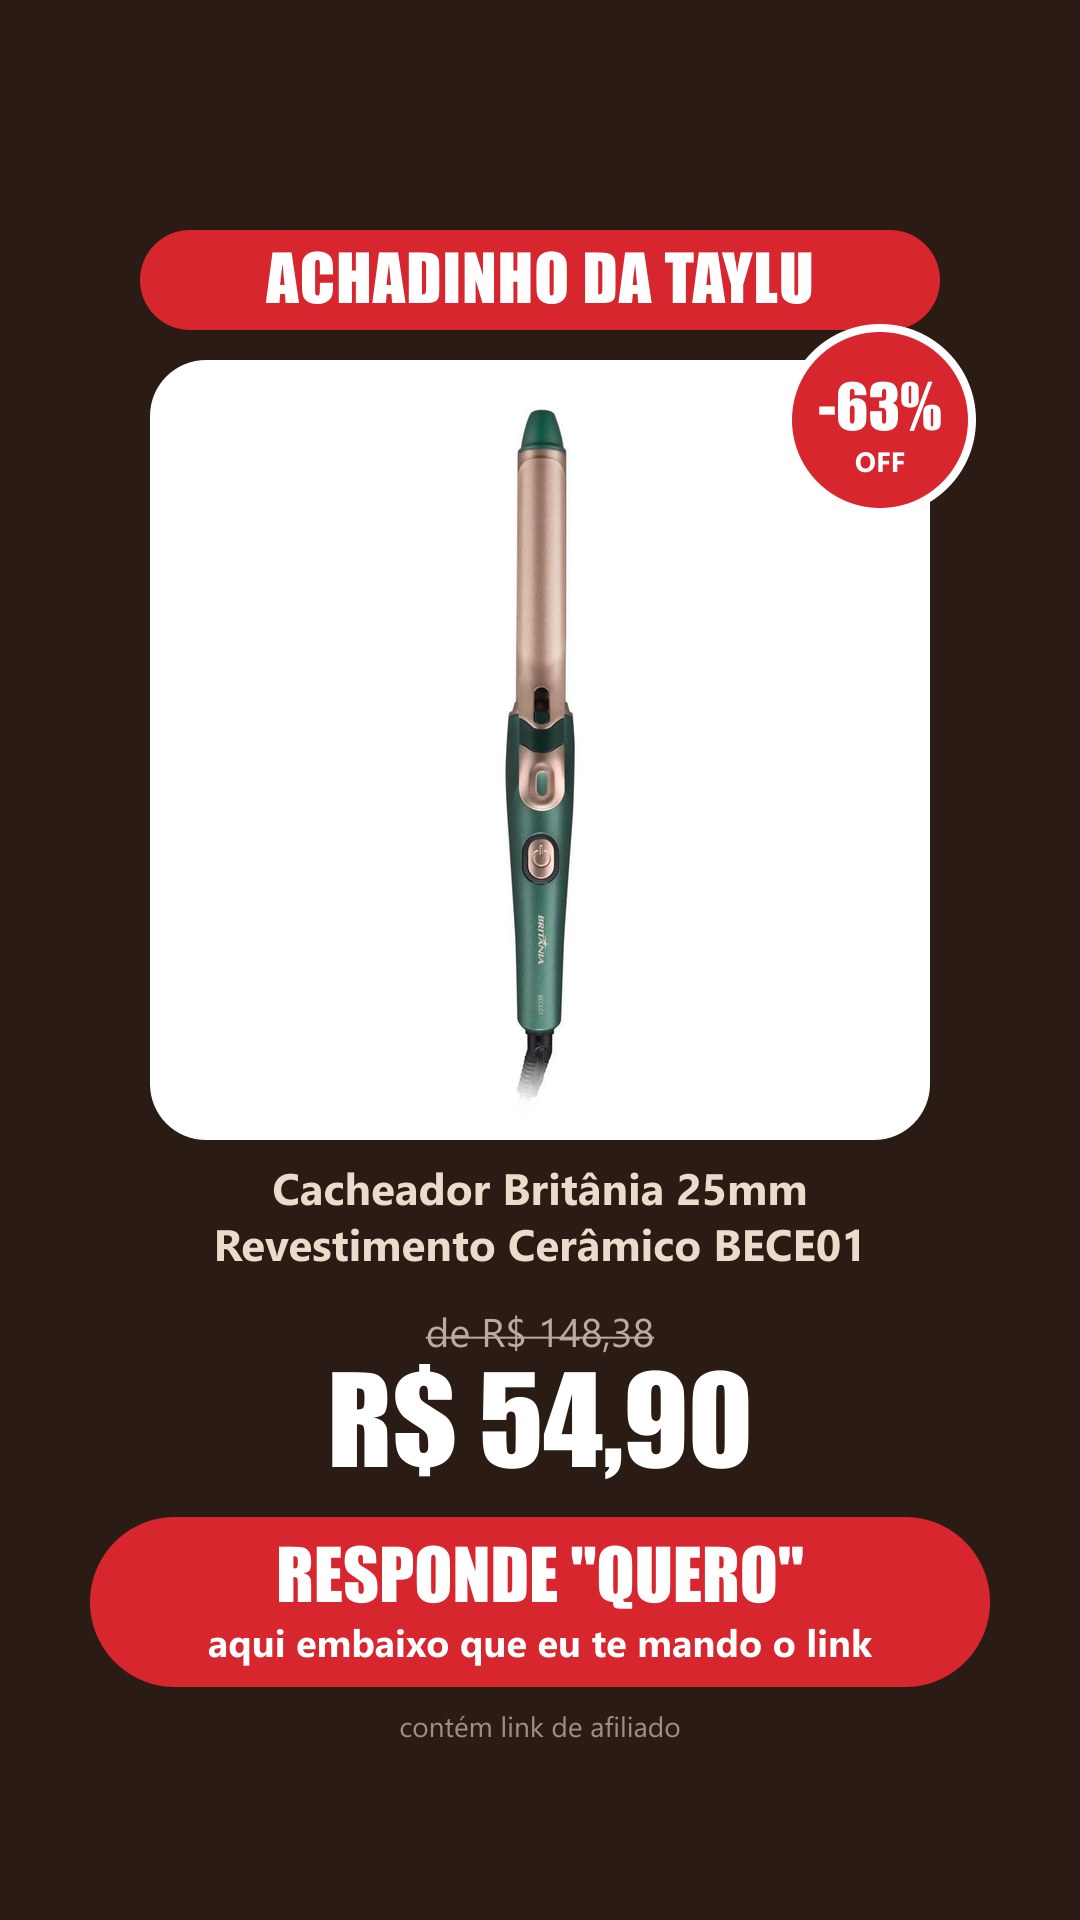 ACHADINHO DA TAYLU
-63%
OFF
BRITÂNIA
BECE01
Cacheador Britânia 25mm
Revestimento Cerâmico BECE01
de R$ 148,38
R$ 54,90
RESPONDE "QUERO"
aqui embaixo que eu te mando o link
contém link de afiliado